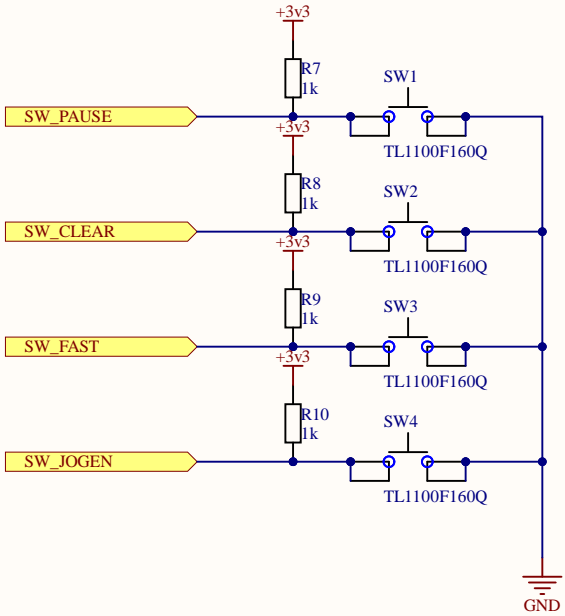 +3v3
R7
1k
SW1
SW_PAUSE
TL1100F160Q
+3v3
R8
1k
SW2
SW_CLEAR
TL1100F160Q
+3v3
R9
1k
SW3
SW_FAST
TL1100F160Q
+3v3
R10
1k
SW4
SW_JOGEN
TL1100F160Q
GND